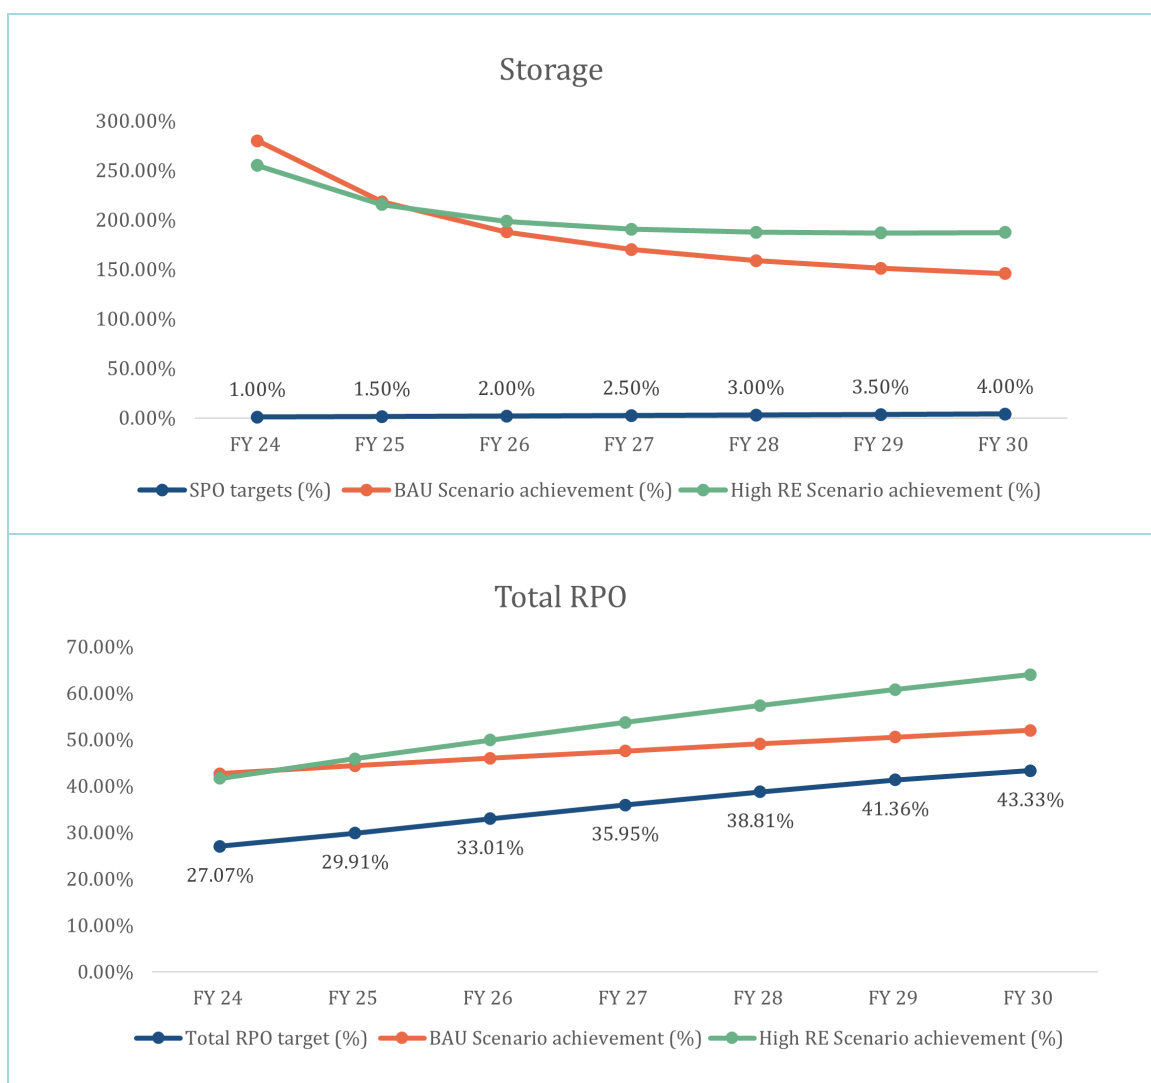 Storage
300.00%
250.00%
200.00%
150.00%
100.00%
50.00%
0.00%
1.00% 1.50% 2.00% 2.50% 3.00% 3.50% 4.00%
FY 24 FY 25 FY 26 FY 27 FY 28 FY 29 FY 30
SPO targets (%) BAU Scenario achievement (%) High RE Scenario achievement (%)
Total RPO
70.00%
60.00%
50.00%
40.00%
30.00%
20.00%
10.00%
0.00%
27.07% 29.91% 33.01% 35.95% 38.81% 41.36% 43.33%
FY 24 FY 25 FY 26 FY 27 FY 28 FY 29 FY 30
Total RPO target (%) BAU Scenario achievement (%) High RE Scenario achievement (%)